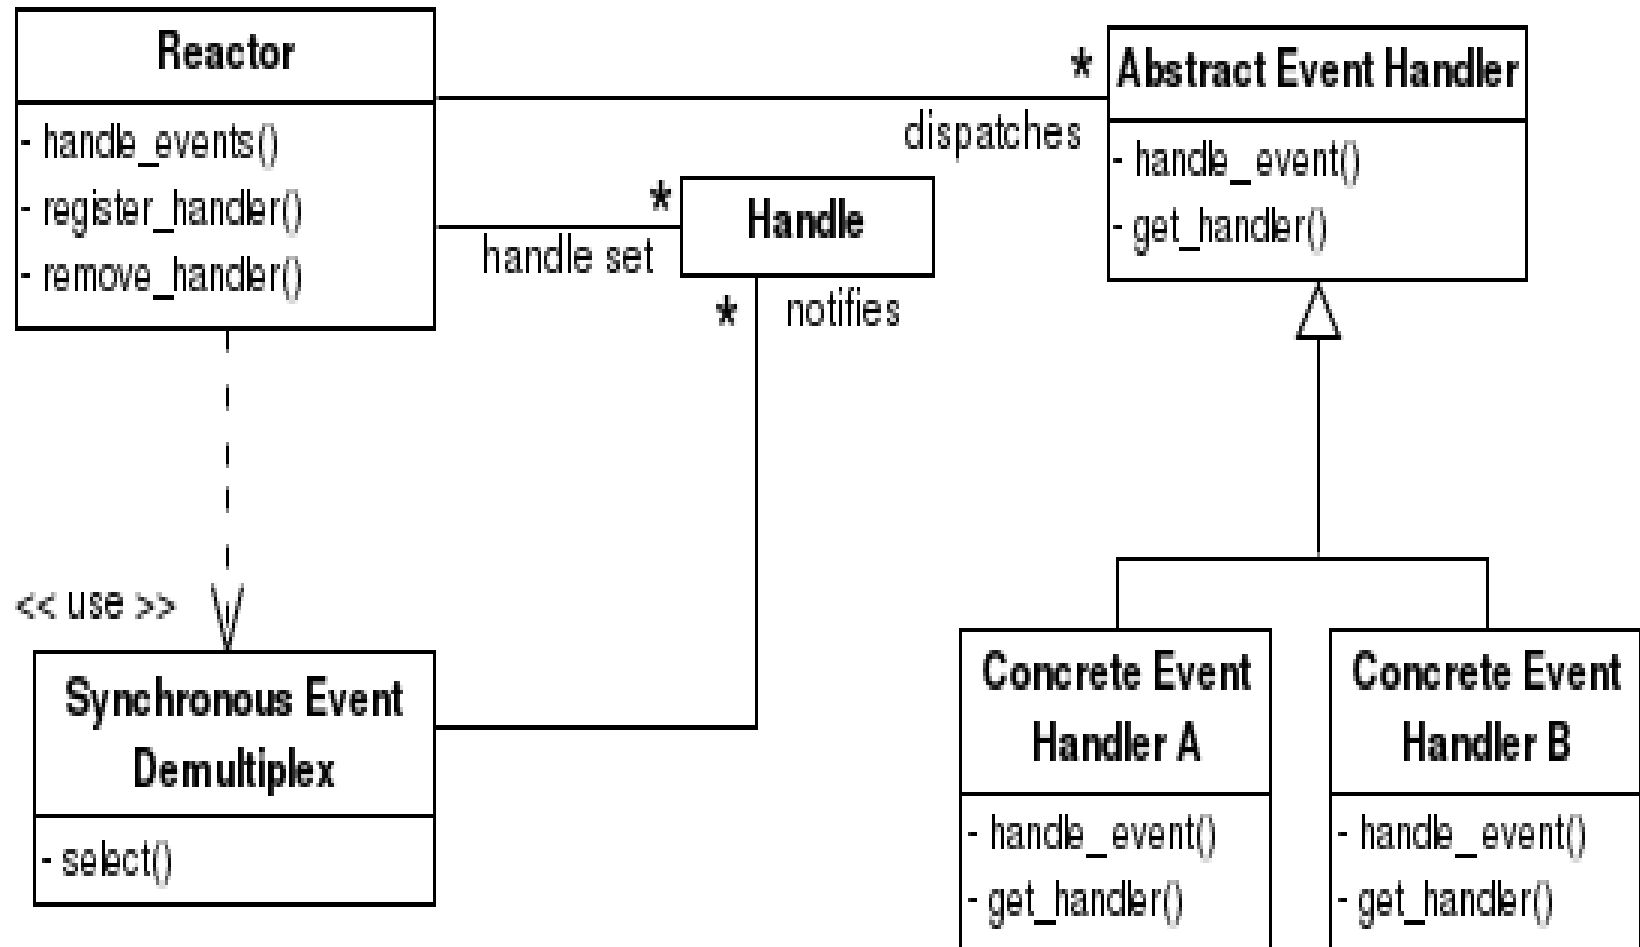 Reactor
- handle_events()
- register_handler()
- remove_handler()
*
dispatches
Abstract Event Handler
- handle_event()
- get_handler()
*
handle set
Handle
*
notifies
<< use >>
Synchronous Event
Demultiplex
- select()
Concrete Event
Handler A
- handle_event()
- get_handler()
Concrete Event
Handler B
- handle_event()
- get_handler()